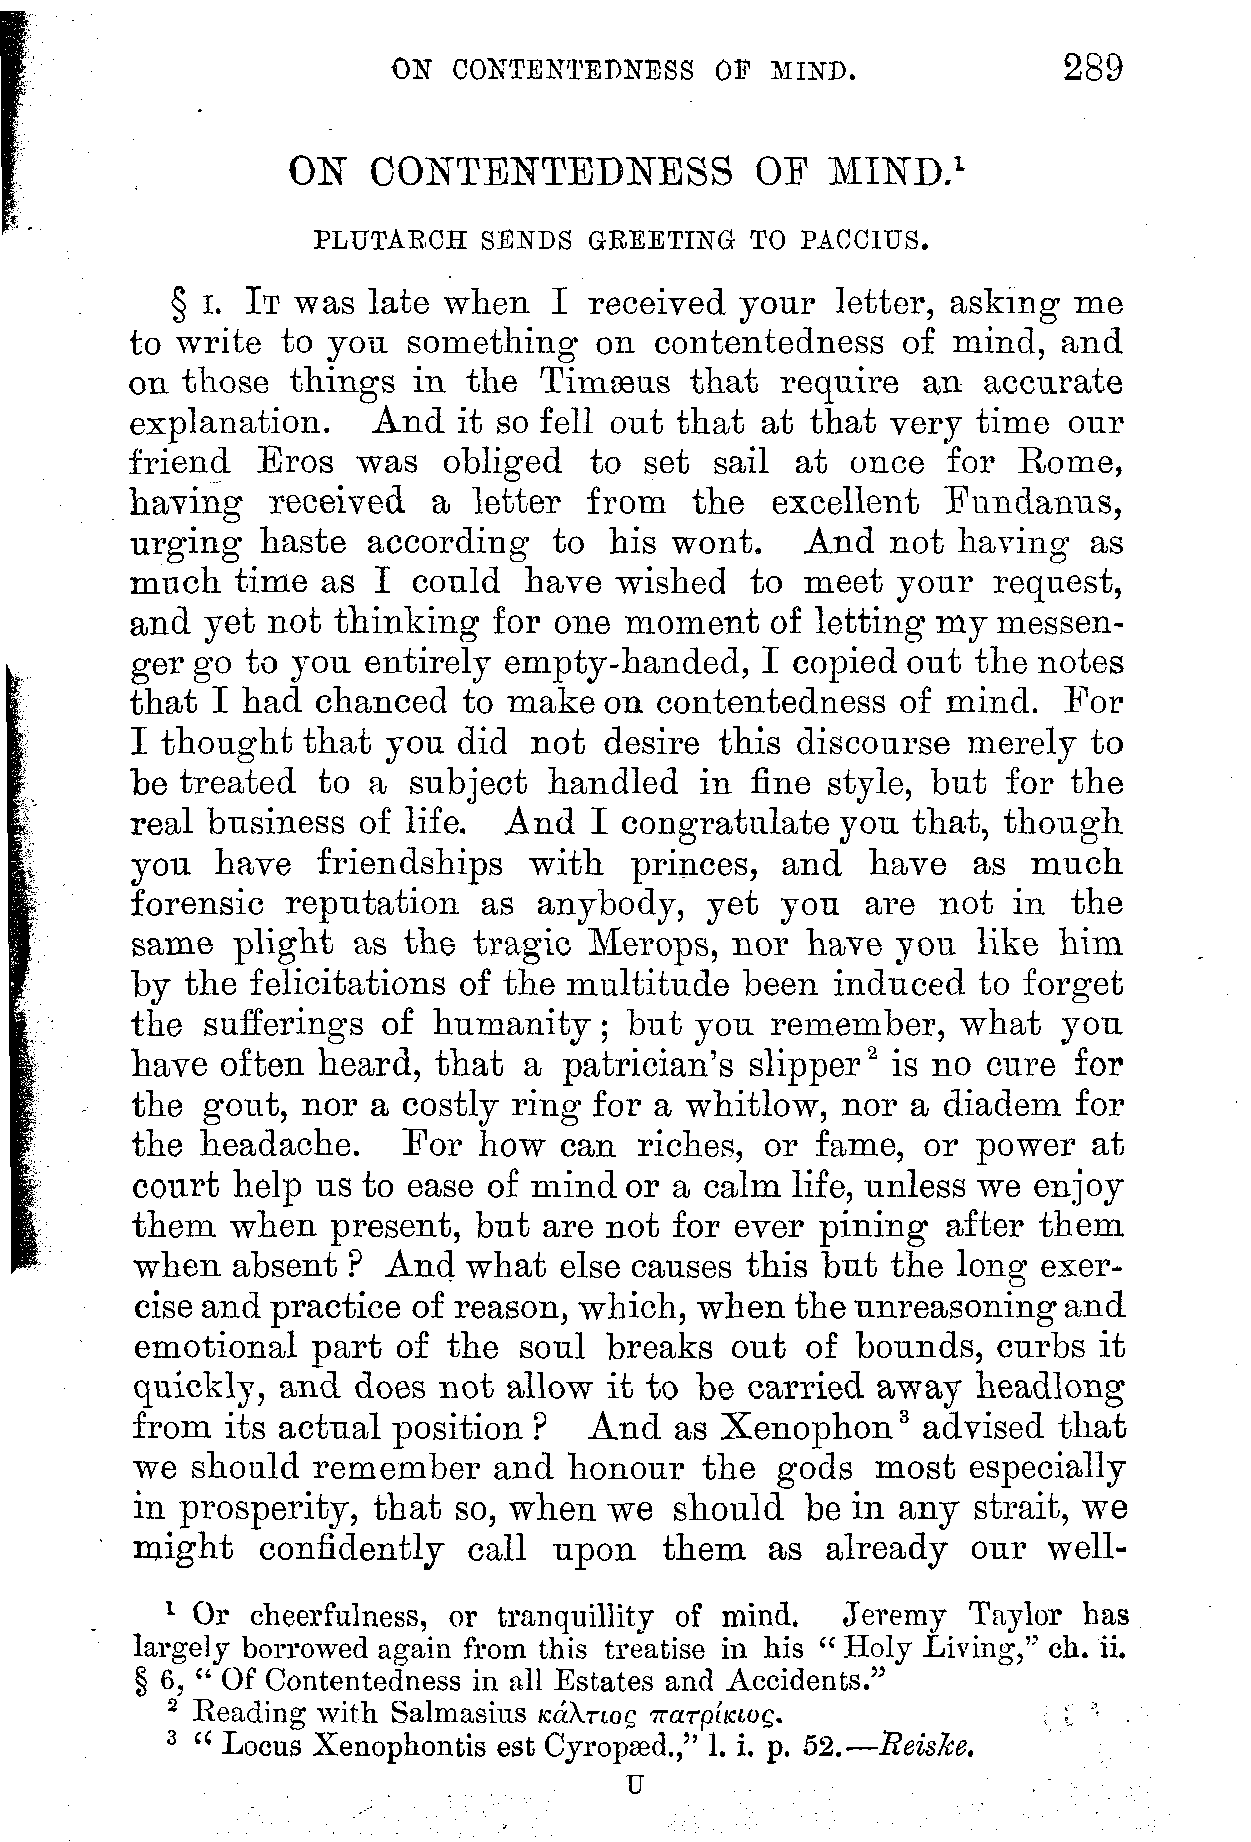 ON CONTENTEDNESS OF MIND. 289
ON CONTENTEDNESS OF MIND.¹
PLUTARCH SENDS GREETING TO PACCIUS.
§ I. IT was late when I received your letter, asking me
to write to you something on contentedness of mind, and
on those things in the Timæus that require an accurate
explanation. And it so fell out that at that very time our
friend Eros was obliged to set sail at once for Rome,
having received a letter from the excellent Fundanus,
urging haste according to his wont. And not having as
much time as I could have wished to meet your request,
and yet not thinking for one moment of letting my messen-
ger go to you entirely empty-handed, I copied out the notes
that I had chanced to make on contentedness of mind. For
I thought that you did not desire this discourse merely to
be treated to a subject handled in fine style, but for the
real business of life. And I congratulate you that, though
you have friendships with princes, and have as much
forensic reputation as anybody, yet you are not in the
same plight as the tragic Merops, nor have you like him
by the felicitations of the multitude been induced to forget
the sufferings of humanity; but you remember, what you
have often heard, that a patrician's slipper² is no cure for
the gout, nor a costly ring for a whitlow, nor a diadem for
the headache. For how can riches, or fame, or power at
court help us to ease of mind or a calm life, unless we enjoy
them when present, but are not for ever pining after them
when absent? And what else causes this but the long exer-
cise and practice of reason, which, when the unreasoning and
emotional part of the soul breaks out of bounds, curbs it
quickly, and does not allow it to be carried away headlong
from its actual position? And as Xenophon³ advised that
we should remember and honour the gods most especially
in prosperity, that so, when we should be in any strait, we
might confidently call upon them as already our well-
¹ Or cheerfulness, or tranquillity of mind. Jeremy Taylor has
largely borrowed again from this treatise in his "Holy Living," ch. ii.
§ 6, "Of Contentedness in all Estates and Accidents."
² Reading with Salmasius κάλτιος πατρίκιος.
³ "Locus Xenophontis est Cyropæd.," l. i. p. 52.—Reiske.
U